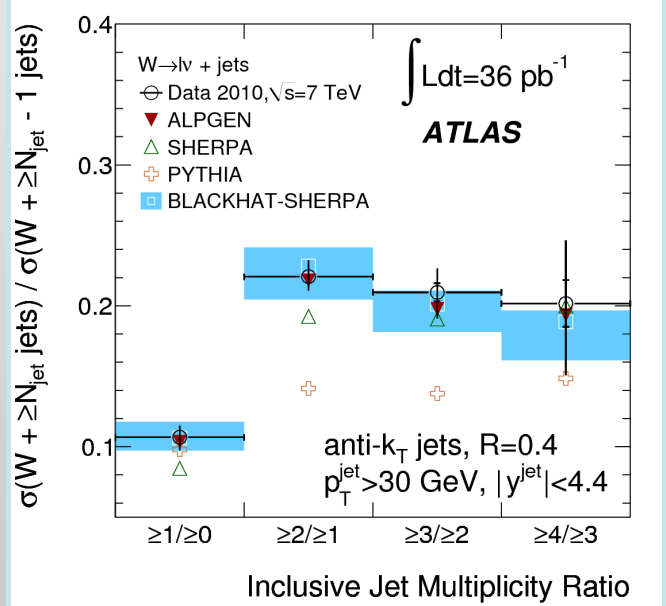 0.4
0.3
0.2
0.1
σ(W + ≥N_jet jets) / σ(W + ≥N_jet - 1 jets)
W→lν + jets
Data 2010,√s=7 TeV
ALPGEN
SHERPA
PYTHIA
BLACKHAT-SHERPA
∫Ldt=36 pb⁻¹
ATLAS
anti-k_T jets, R=0.4
p_T^jet>30 GeV, |y^jet|<4.4
≥1/≥0 ≥2/≥1 ≥3/≥2 ≥4/≥3
Inclusive Jet Multiplicity Ratio